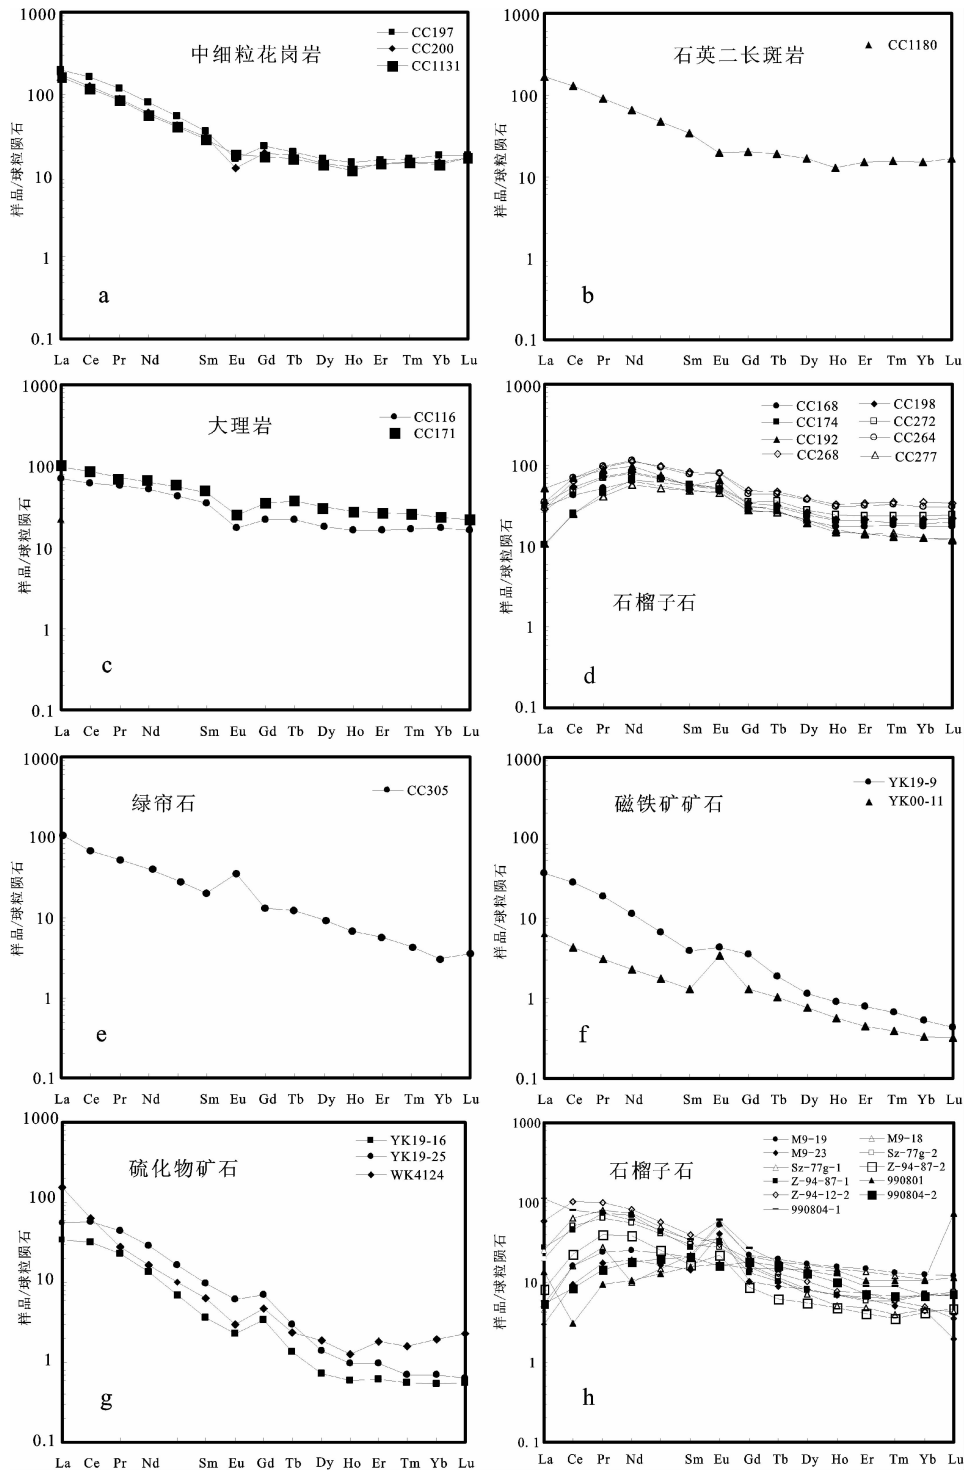 中细粒花岗岩
CC197
CC200
CC1131
样品/球粒陨石
1000
100
10
1
0.1
a
La Ce Pr Nd Sm Eu Gd Tb Dy Ho Er Tm Yb Lu
石英二长斑岩
CC1180
样品/球粒陨石
1000
100
10
1
0.1
b
La Ce Pr Nd Sm Eu Gd Tb Dy Ho Er Tm Yb Lu
大理岩
CC116
CC171
样品/球粒陨石
1000
100
10
1
0.1
c
La Ce Pr Nd Sm Eu Gd Tb Dy Ho Er Tm Yb Lu
石榴子石
CC168 CC198
CC174 CC272
CC192 CC264
CC268 CC277
样品/球粒陨石
1000
100
10
1
0.1
d
La Ce Pr Nd Sm Eu Gd Tb Dy Ho Er Tm Yb Lu
绿帘石
CC305
样品/球粒陨石
1000
100
10
1
0.1
e
La Ce Pr Nd Sm Eu Gd Tb Dy Ho Er Tm Yb Lu
磁铁矿矿石
YK19-9
YK00-11
样品/球粒陨石
1000
100
10
1
0.1
f
La Ce Pr Nd Sm Eu Gd Tb Dy Ho Er Tm Yb Lu
硫化物矿石
YK19-16
YK19-25
WK4124
样品/球粒陨石
1000
100
10
1
0.1
g
La Ce Pr Nd Sm Eu Gd Tb Dy Ho Er Tm Yb Lu
石榴子石
M9-19 M9-18
M9-23 Sz-77g-2
Sz-77g-1 Z-94-87-2
Z-94-87-1 990801
Z-94-12-2 990804-2
990804-1
样品/球粒陨石
1000
100
10
1
0.1
h
La Ce Pr Nd Sm Eu Gd Tb Dy Ho Er Tm Yb Lu